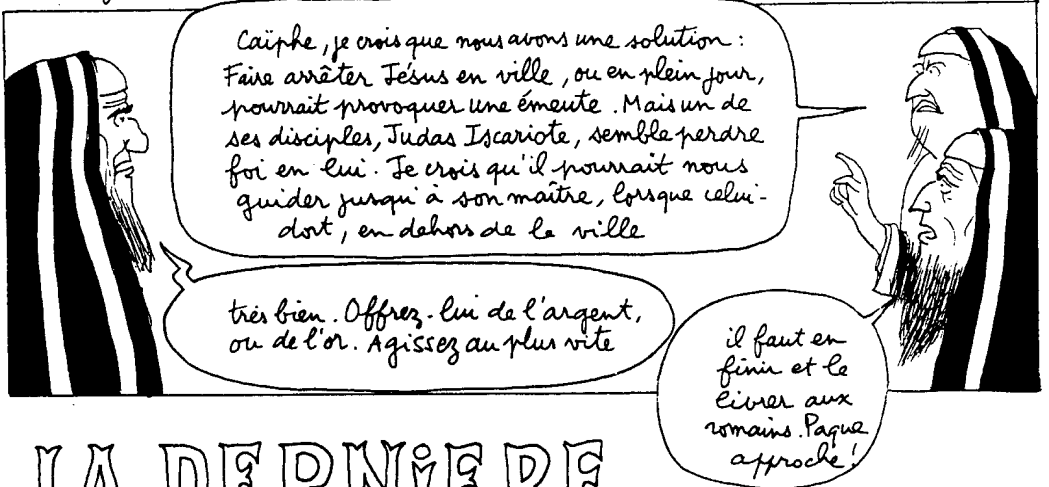 Caïphe, je crois que nous avons une solution :
Faire arrêter Jésus en ville, ou en plein jour,
pourrait provoquer une émeute. Mais un de
ses disciples, Judas Iscariote, semble perdre
foi en lui. Je crois qu'il pourrait nous
guider jusqu'à son maître, lorsque celui-
dort, en dehors de la ville
très bien. Offrez-lui de l'argent,
ou de l'or. Agissez au plus vite
il faut en
finir et le
livrer aux
romains. Paque
approche !
LA DERNIERE